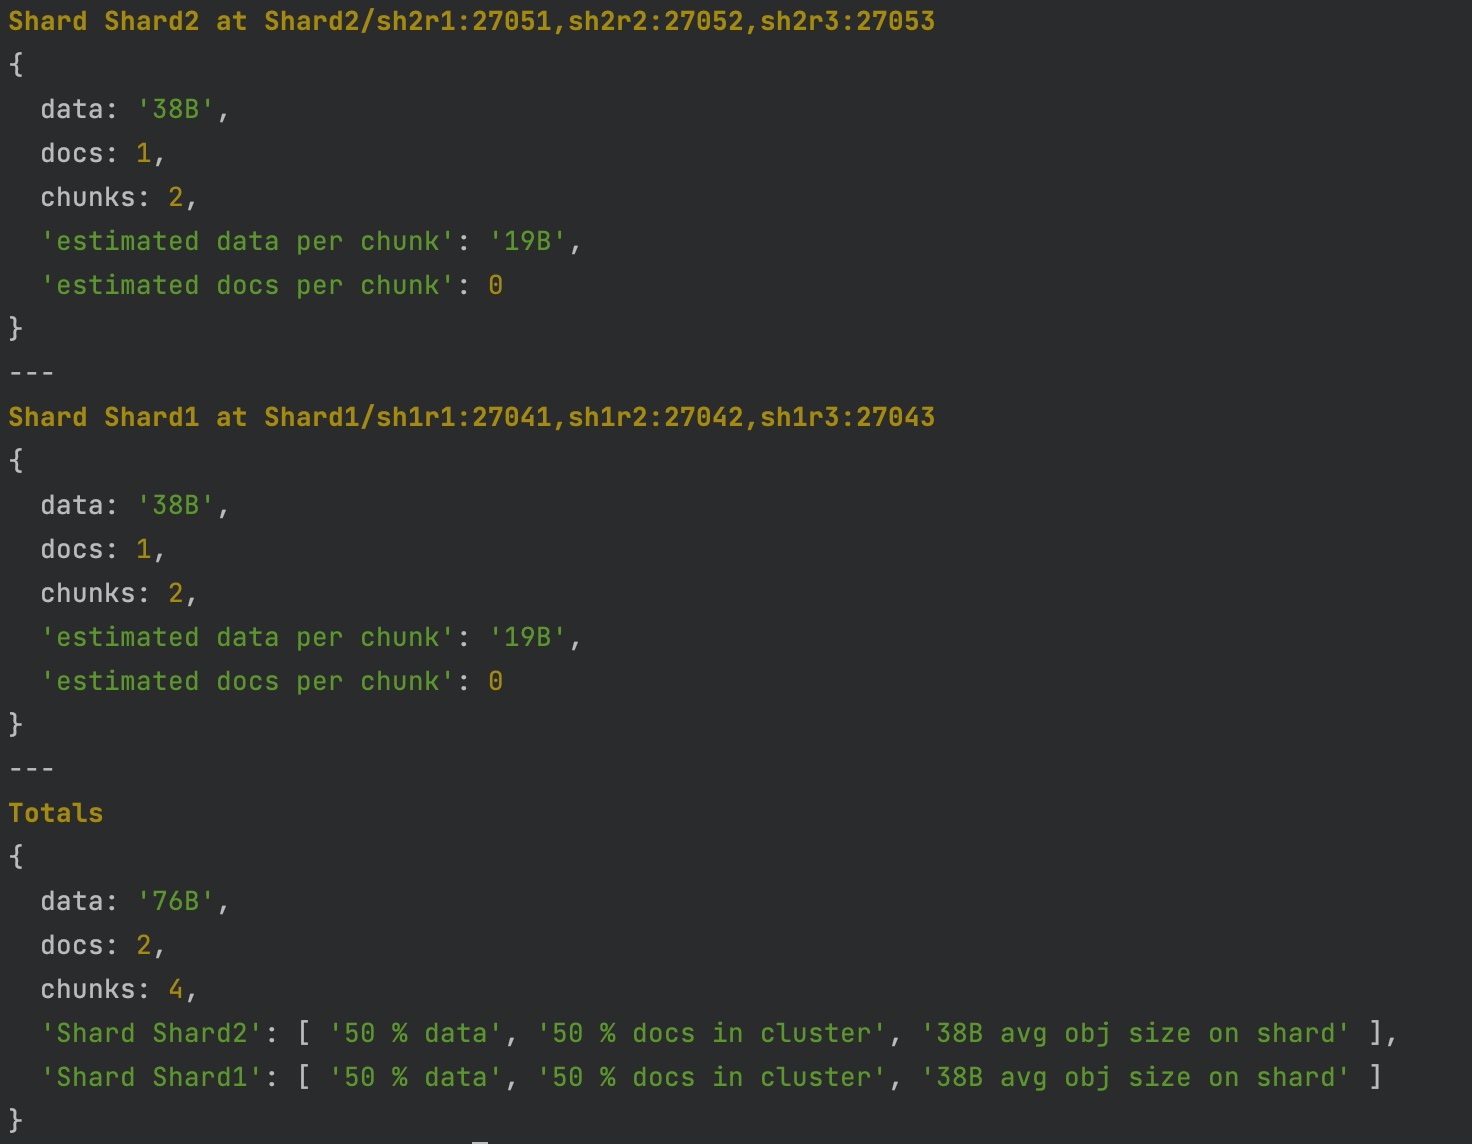 Shard Shard2 at Shard2/sh2r1:27051,sh2r2:27052,sh2r3:27053
{
  data: '38B',
  docs: 1,
  chunks: 2,
  'estimated data per chunk': '19B',
  'estimated docs per chunk': 0
}
---
Shard Shard1 at Shard1/sh1r1:27041,sh1r2:27042,sh1r3:27043
{
  data: '38B',
  docs: 1,
  chunks: 2,
  'estimated data per chunk': '19B',
  'estimated docs per chunk': 0
}
---
Totals
{
  data: '76B',
  docs: 2,
  chunks: 4,
  'Shard Shard2': [ '50 % data', '50 % docs in cluster', '38B avg obj size on shard' ],
  'Shard Shard1': [ '50 % data', '50 % docs in cluster', '38B avg obj size on shard' ]
}